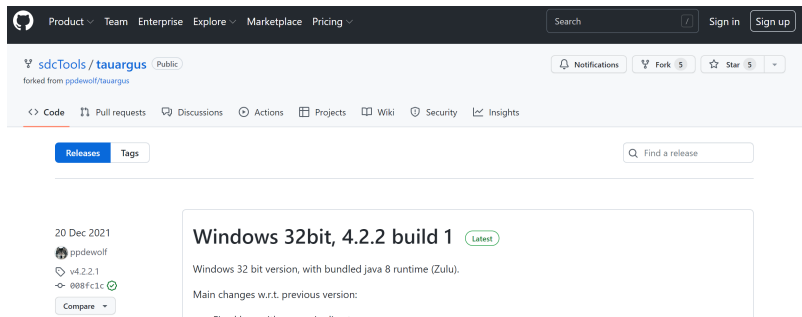 Product Team Enterprise Explore Marketplace Pricing Search / Sign in Sign up
sdcTools / tauargus Public Notifications Fork 5 Star 5
forked from ppdewolf/tauargus
Code Pull requests Discussions Actions Projects Wiki Security Insights
Releases Tags Find a release
20 Dec 2021
ppdewolf
v4.2.2.1
008fc1c
Compare
Windows 32bit, 4.2.2 build 1 Latest
Windows 32 bit version, with bundled java 8 runtime (Zulu).
Main changes w.r.t. previous version: